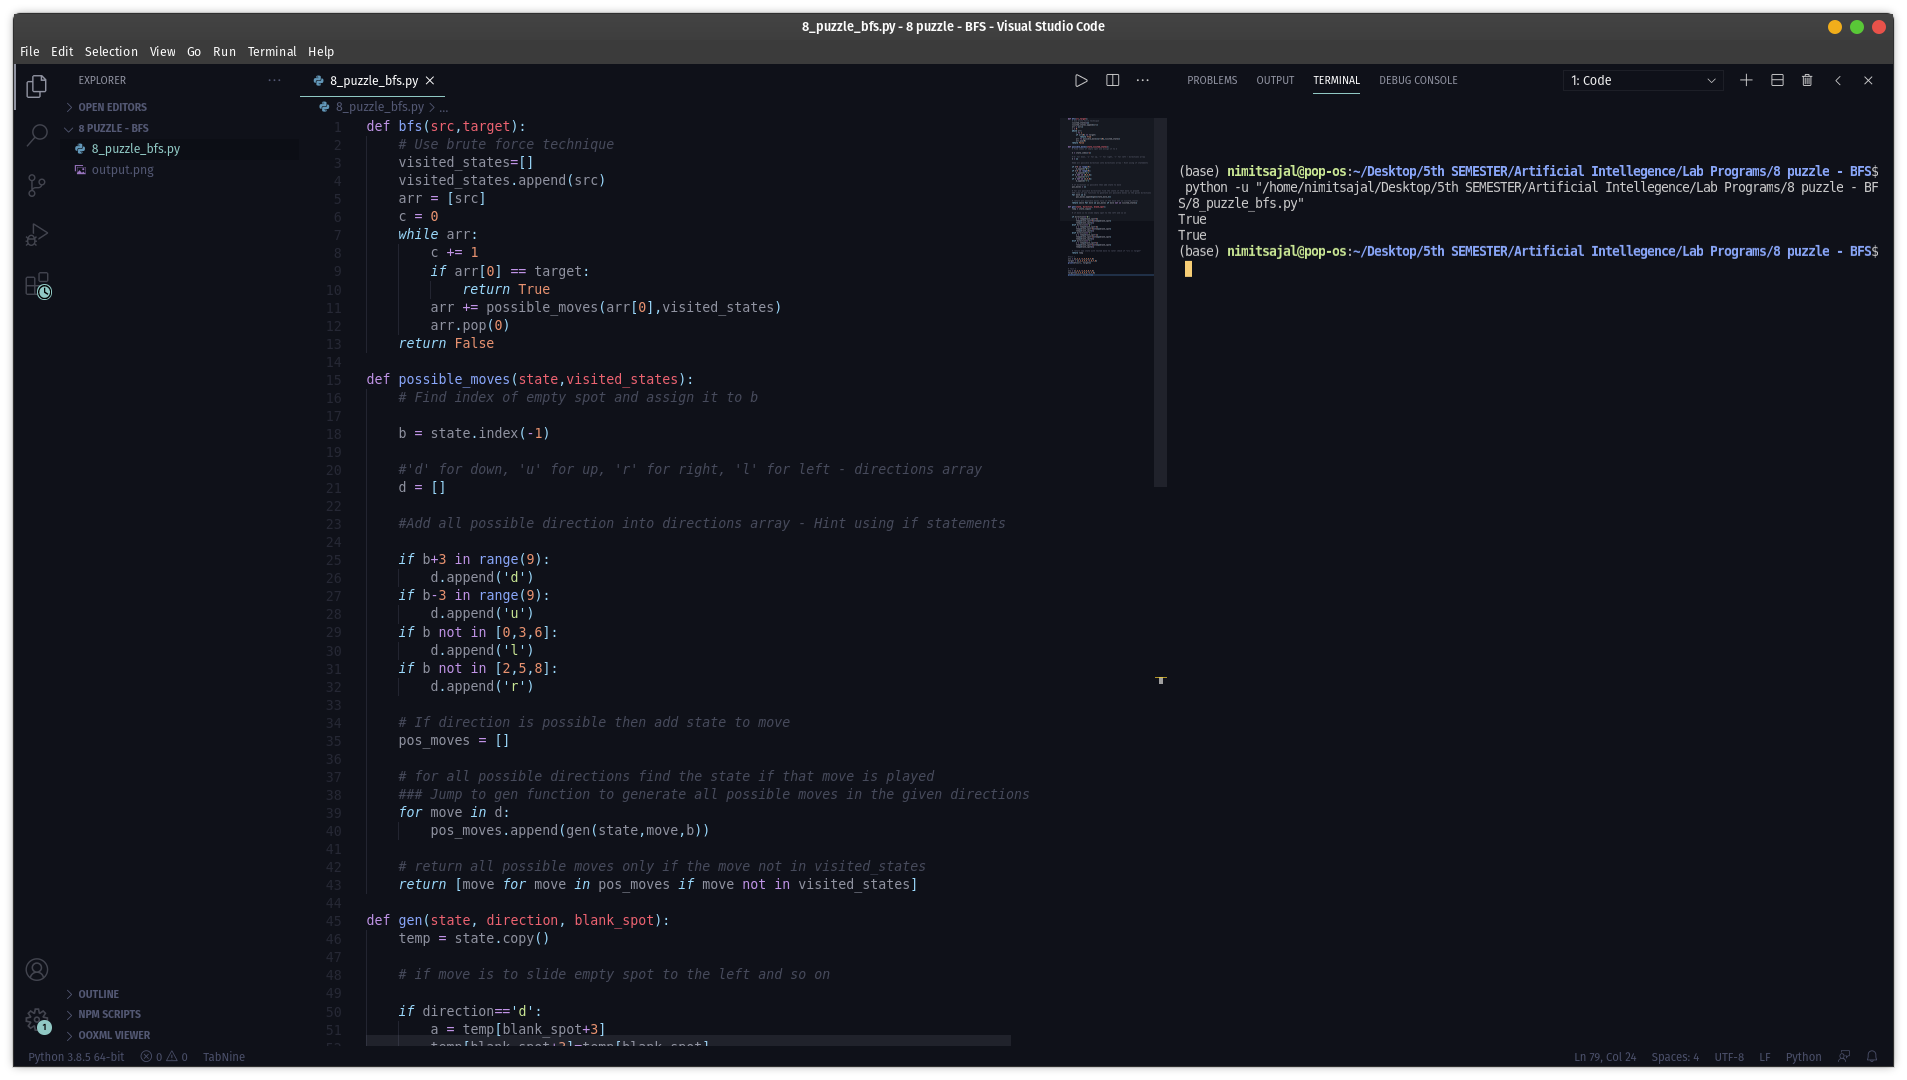 8_puzzle_bfs.py - 8 puzzle - BFS - Visual Studio Code
File Edit Selection View Go Run Terminal Help
EXPLORER
OPEN EDITORS
8 PUZZLE - BFS
8_puzzle_bfs.py
output.png
OUTLINE
NPM SCRIPTS
OOXML VIEWER
8_puzzle_bfs.py
8_puzzle_bfs.py > ...
1 def bfs(src,target):
2     # Use brute force technique
3     visited_states=[]
4     visited_states.append(src)
5     arr = [src]
6     c = 0
7     while arr:
8         c += 1
9         if arr[0] == target:
10             return True
11         arr += possible_moves(arr[0],visited_states)
12         arr.pop(0)
13     return False
14
15 def possible_moves(state,visited_states):
16     # Find index of empty spot and assign it to b
17
18     b = state.index(-1)
19
20     #'d' for down, 'u' for up, 'r' for right, 'l' for left - directions array
21     d = []
22
23     #Add all possible direction into directions array - Hint using if statements
24
25     if b+3 in range(9):
26         d.append('d')
27     if b-3 in range(9):
28         d.append('u')
29     if b not in [0,3,6]:
30         d.append('l')
31     if b not in [2,5,8]:
32         d.append('r')
33
34     # If direction is possible then add state to move
35     pos_moves = []
36
37     # for all possible directions find the state if that move is played
38     ### Jump to gen function to generate all possible moves in the given directions
39     for move in d:
40         pos_moves.append(gen(state,move,b))
41
42     # return all possible moves only if the move not in visited_states
43     return [move for move in pos_moves if move not in visited_states]
44
45 def gen(state, direction, blank_spot):
46     temp = state.copy()
47
48     # if move is to slide empty spot to the left and so on
49
50     if direction=='d':
51         a = temp[blank_spot+3]
PROBLEMS OUTPUT TERMINAL DEBUG CONSOLE 1: Code
(base) nimitsajal@pop-os:~/Desktop/5th SEMESTER/Artificial Intellegence/Lab Programs/8 puzzle - BFS$
python -u "/home/nimitsajal/Desktop/5th SEMESTER/Artificial Intellegence/Lab Programs/8 puzzle - BF
S/8_puzzle_bfs.py"
True
True
(base) nimitsajal@pop-os:~/Desktop/5th SEMESTER/Artificial Intellegence/Lab Programs/8 puzzle - BFS$
1
Python 3.8.5 64-bit 0 0 TabNine Ln 79, Col 24 Spaces: 4 UTF-8 LF Python